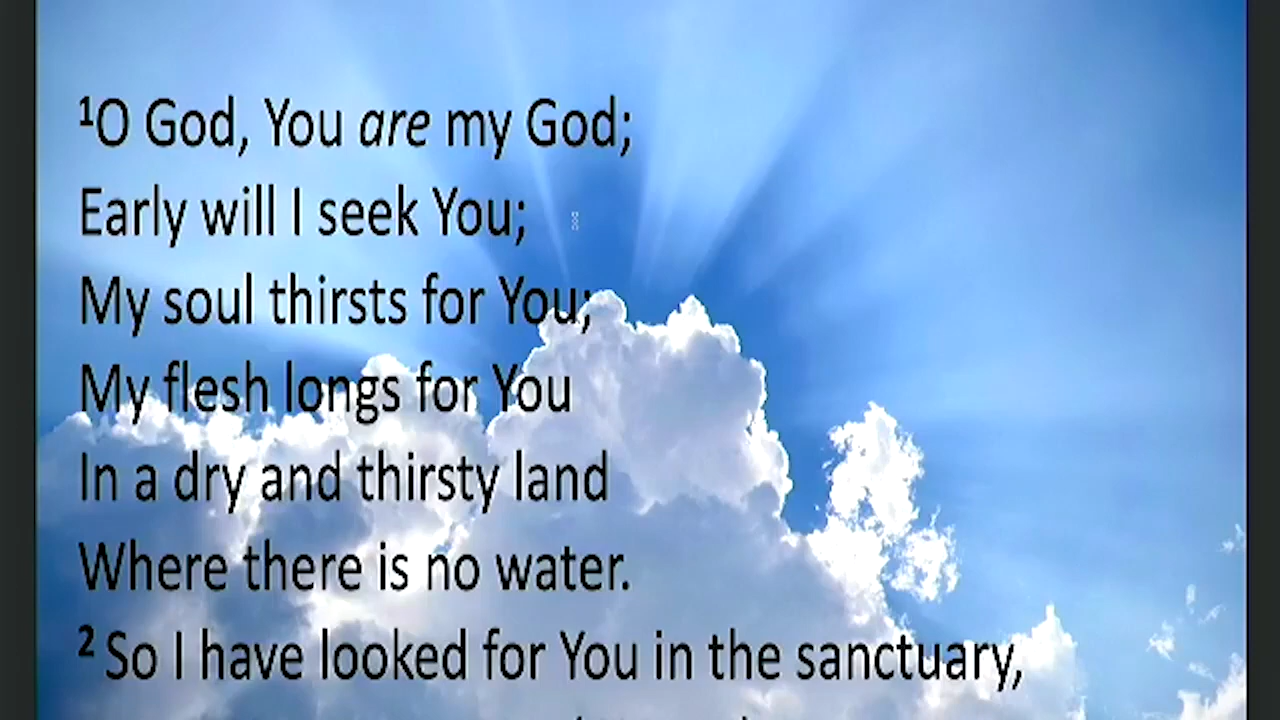 ¹O God, You are my God;
Early will I seek You;
My soul thirsts for You;
My flesh longs for You
In a dry and thirsty land
Where there is no water.
² So I have looked for You in the sanctuary,